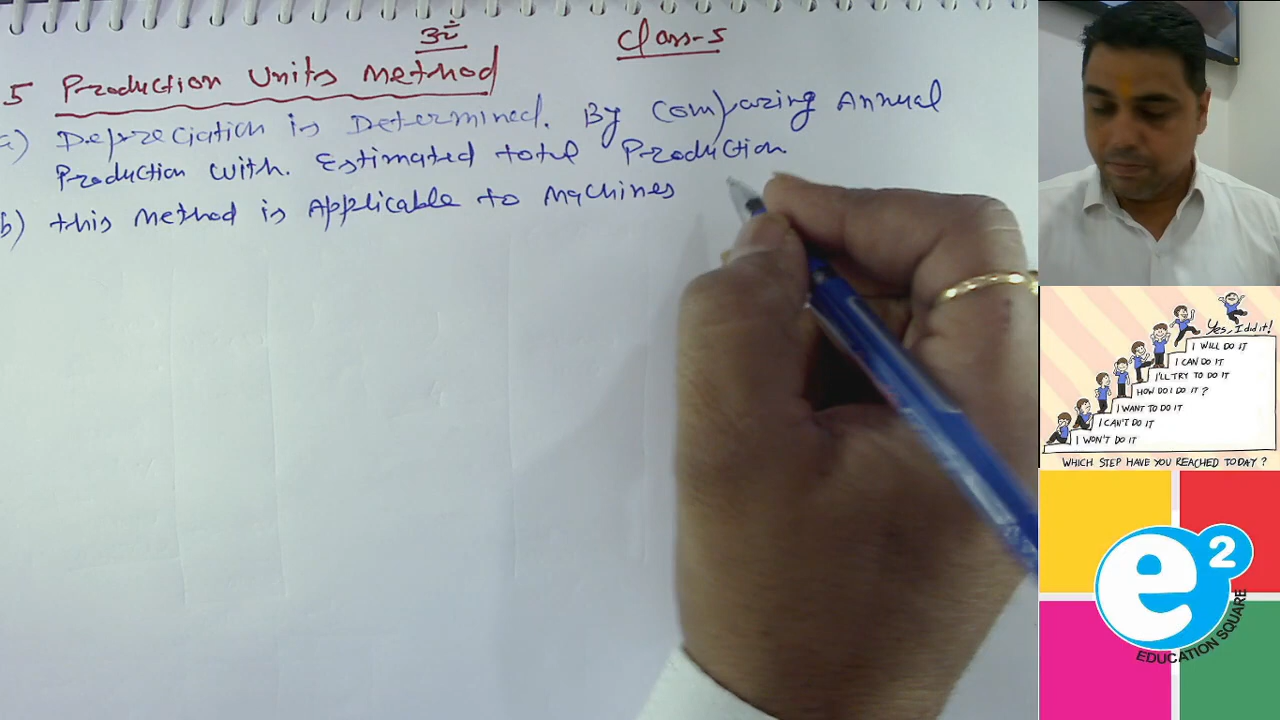 Class-5
5 Production Units Method
a) Depreciation is Determined. By Comparing Annual
Production with. Estimated total Production
b) this Method is Applicable to Machines
Yes, I did it!
I WILL DO IT
I CAN DO IT
I'LL TRY TO DO IT
HOW DO I DO IT?
I WANT TO DO IT
I CAN'T DO IT
I WON'T DO IT
WHICH STEP HAVE YOU REACHED TODAY?
e2
EDUCATION SQUARE